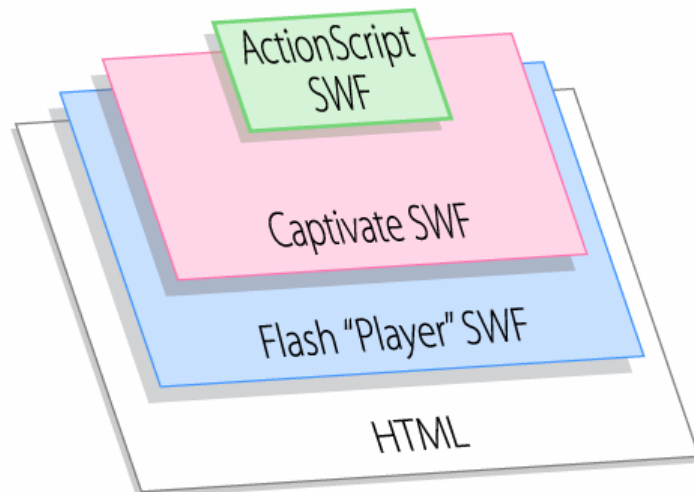 ActionScript
SWF
Captivate SWF
Flash “Player” SWF
HTML